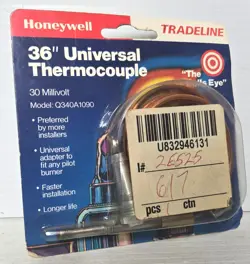 Honeywell
TRADELINE
36" Universal
Thermocouple
30 Millivolt
Model: Q340A1090
"The
Eye"
• Preferred
by more
installers
• Universal
adapter to
fit any pilot
burner
• Faster
installation
• Longer life
U832946131
I#
26525
617
pcs
ctn